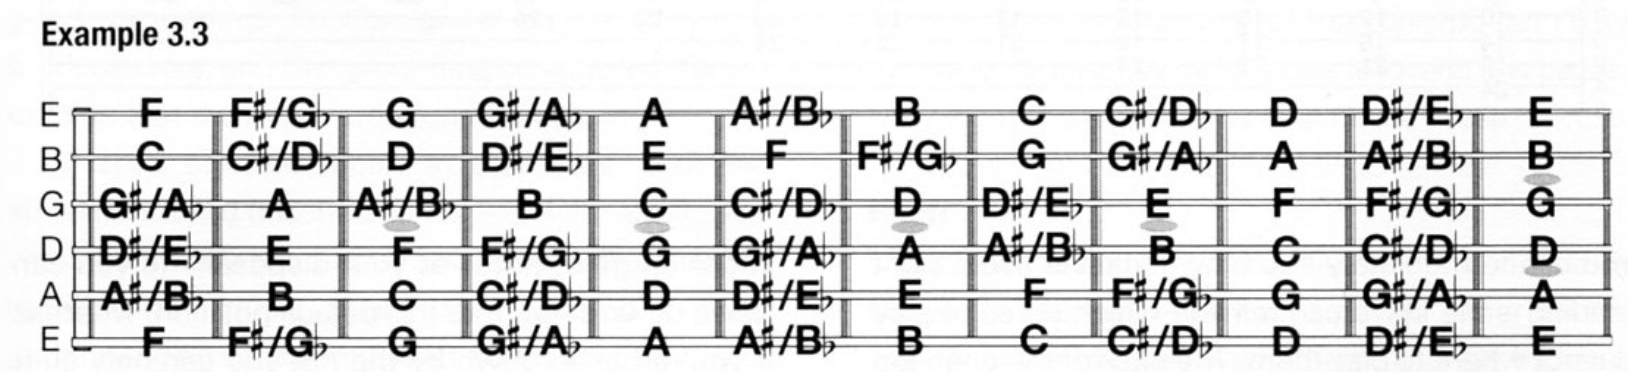 Example 3.3
E F F♯/G♭ G G♯/A♭ A A♯/B♭ B C C♯/D♭ D D♯/E♭ E
B C C♯/D♭ D D♯/E♭ E F F♯/G♭ G G♯/A♭ A A♯/B♭ B
G G♯/A♭ A A♯/B♭ B C C♯/D♭ D D♯/E♭ E F F♯/G♭ G
D D♯/E♭ E F F♯/G♭ G G♯/A♭ A A♯/B♭ B C C♯/D♭ D
A A♯/B♭ B C C♯/D♭ D D♯/E♭ E F F♯/G♭ G G♯/A♭ A
E F F♯/G♭ G G♯/A♭ A A♯/B♭ B C C♯/D♭ D D♯/E♭ E